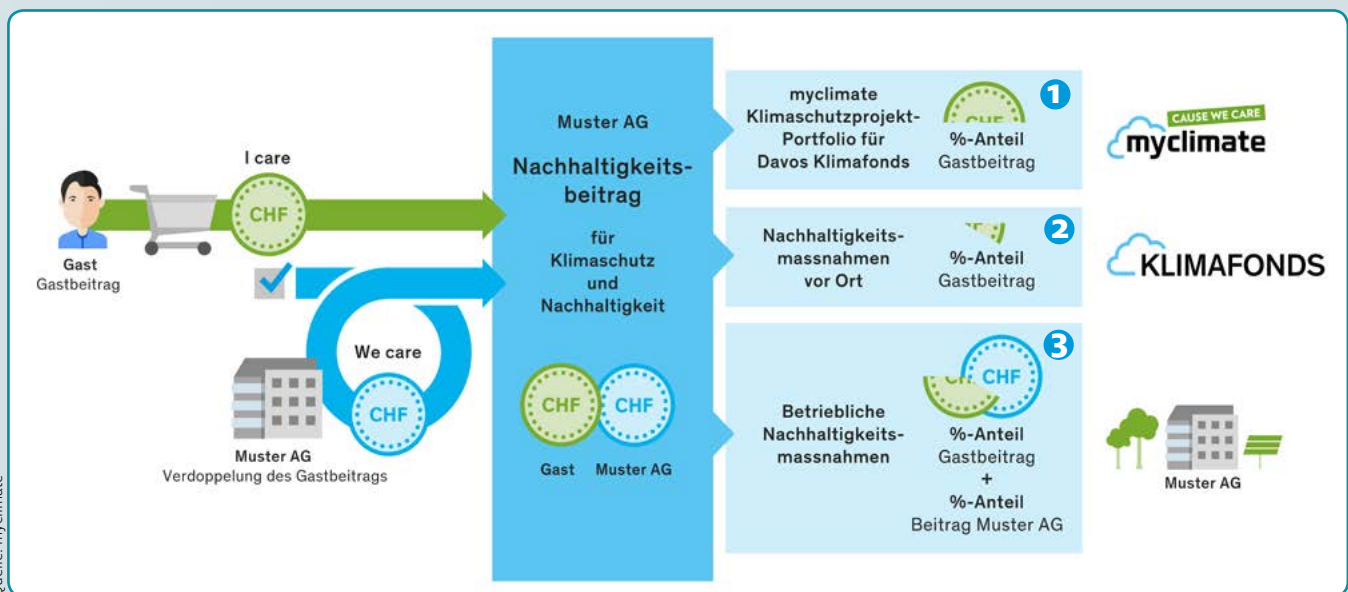 I care
CHF
Gast
Gastbeitrag
We care
CHF
Muster AG
Verdoppelung des Gastbeitrags
Muster AG
Nachhaltigkeits-
beitrag
für
Klimaschutz
und
Nachhaltigkeit
CHF CHF
Gast Muster AG
1
myclimate
Klimaschutzprojekt-
Portfolio für
Davos Klimafonds
CHF
%-Anteil
Gastbeitrag
CAUSE WE CARE
myclimate
2
Nachhaltigkeits-
massnahmen
vor Ort
%-Anteil
Gastbeitrag
KLIMAFONDS
3
Betriebliche
Nachhaltigkeits-
massnahmen
CHF
%-Anteil
Gastbeitrag
+
%-Anteil
Beitrag Muster AG
Muster AG
Quelle: myclimate